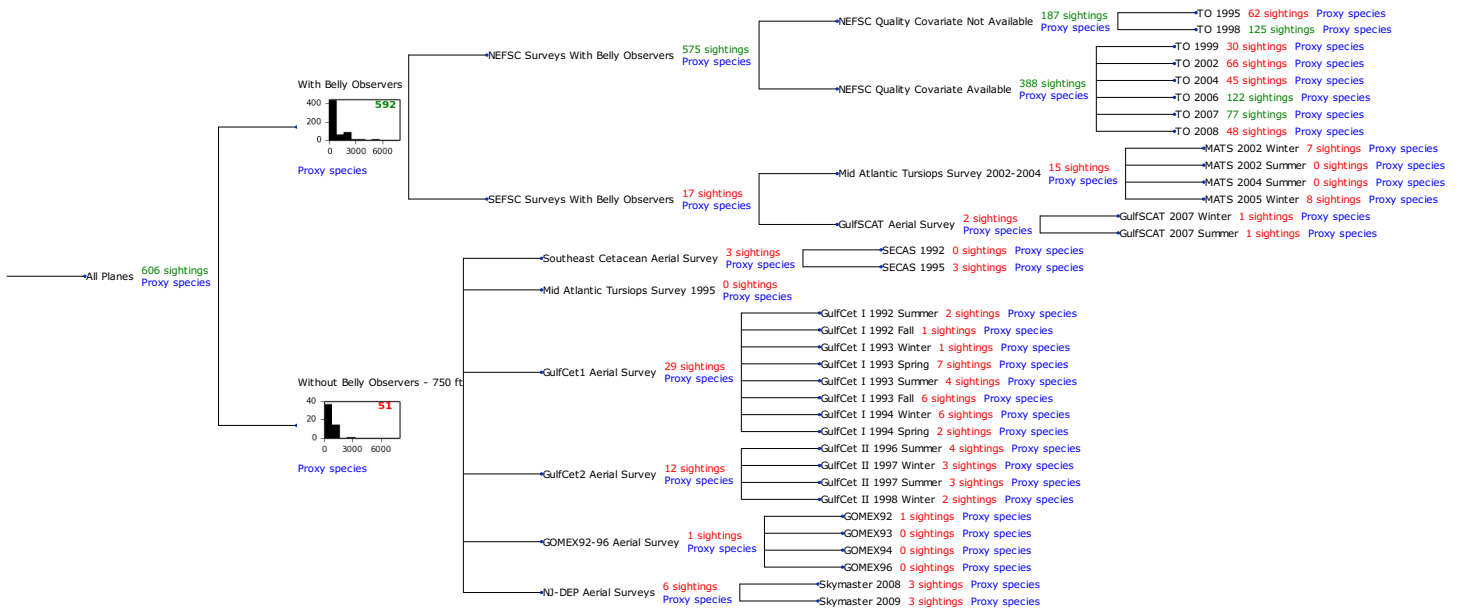 All Planes 606 sightings
Proxy species
With Belly Observers
592
400
200
0
0 3000 6000
Proxy species
NEFSC Surveys With Belly Observers 575 sightings
Proxy species
NEFSC Quality Covariate Not Available 187 sightings
Proxy species
TO 1995 62 sightings Proxy species
TO 1998 125 sightings Proxy species
NEFSC Quality Covariate Available 388 sightings
Proxy species
TO 1999 30 sightings Proxy species
TO 2002 66 sightings Proxy species
TO 2004 45 sightings Proxy species
TO 2006 122 sightings Proxy species
TO 2007 77 sightings Proxy species
TO 2008 48 sightings Proxy species
SEFSC Surveys With Belly Observers 17 sightings
Proxy species
Mid Atlantic Tursiops Survey 2002-2004 15 sightings
Proxy species
MATS 2002 Winter 7 sightings Proxy species
MATS 2002 Summer 0 sightings Proxy species
MATS 2004 Summer 0 sightings Proxy species
MATS 2005 Winter 8 sightings Proxy species
GulfSCAT Aerial Survey 2 sightings
Proxy species
GulfSCAT 2007 Winter 1 sightings Proxy species
GulfSCAT 2007 Summer 1 sightings Proxy species
Without Belly Observers - 750 ft
51
40
20
0
0 3000 6000
Proxy species
Southeast Cetacean Aerial Survey 3 sightings
Proxy species
SECAS 1992 0 sightings Proxy species
SECAS 1995 3 sightings Proxy species
Mid Atlantic Tursiops Survey 1995 0 sightings
Proxy species
GulfCet1 Aerial Survey 29 sightings
Proxy species
GulfCet I 1992 Summer 2 sightings Proxy species
GulfCet I 1992 Fall 1 sightings Proxy species
GulfCet I 1993 Winter 1 sightings Proxy species
GulfCet I 1993 Spring 7 sightings Proxy species
GulfCet I 1993 Summer 4 sightings Proxy species
GulfCet I 1993 Fall 6 sightings Proxy species
GulfCet I 1994 Winter 6 sightings Proxy species
GulfCet I 1994 Spring 2 sightings Proxy species
GulfCet2 Aerial Survey 12 sightings
Proxy species
GulfCet II 1996 Summer 4 sightings Proxy species
GulfCet II 1997 Winter 3 sightings Proxy species
GulfCet II 1997 Summer 3 sightings Proxy species
GulfCet II 1998 Winter 2 sightings Proxy species
GOMEX92-96 Aerial Survey 1 sightings
Proxy species
GOMEX92 1 sightings Proxy species
GOMEX93 0 sightings Proxy species
GOMEX94 0 sightings Proxy species
GOMEX96 0 sightings Proxy species
NJ-DEP Aerial Surveys 6 sightings
Proxy species
Skymaster 2008 3 sightings Proxy species
Skymaster 2009 3 sightings Proxy species